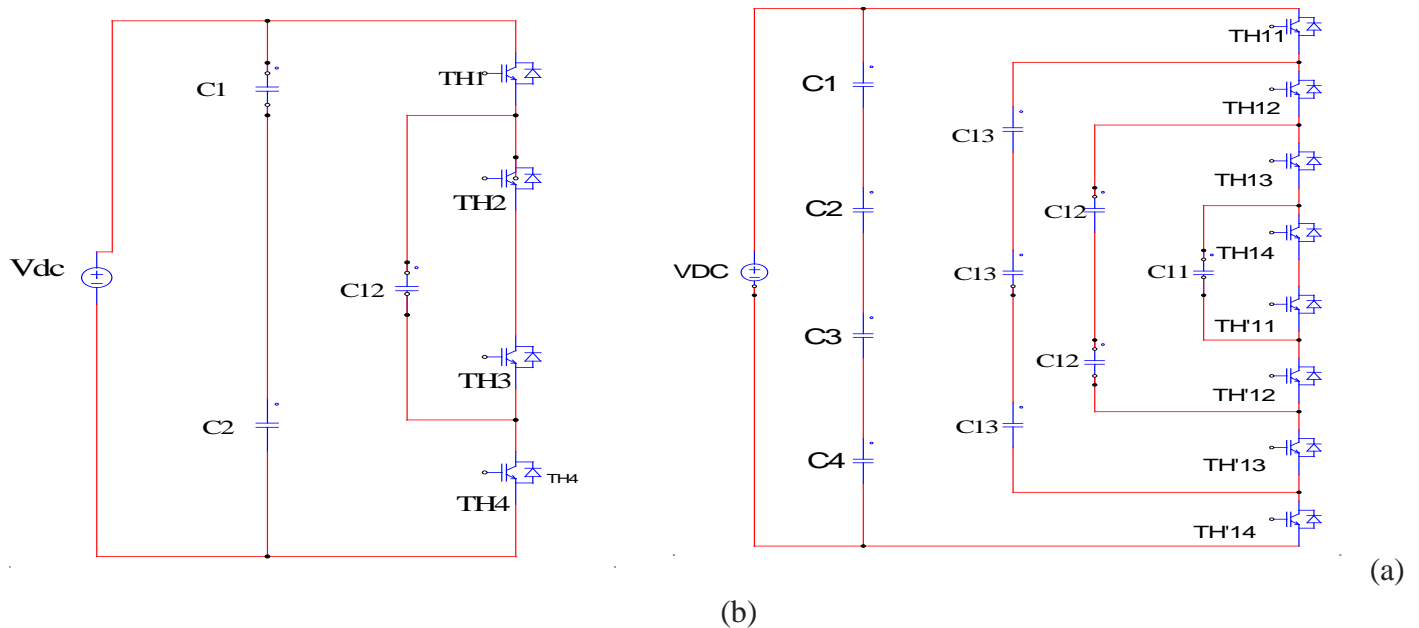 Vdc
C1
C2
C12
TH1
TH2
TH3
TH4
TH4
VDC
C1
C2
C3
C4
C13
C13
C13
C12
C12
C11
TH11
TH12
TH13
TH14
TH'11
TH'12
TH'13
TH'14
(a)
(b)